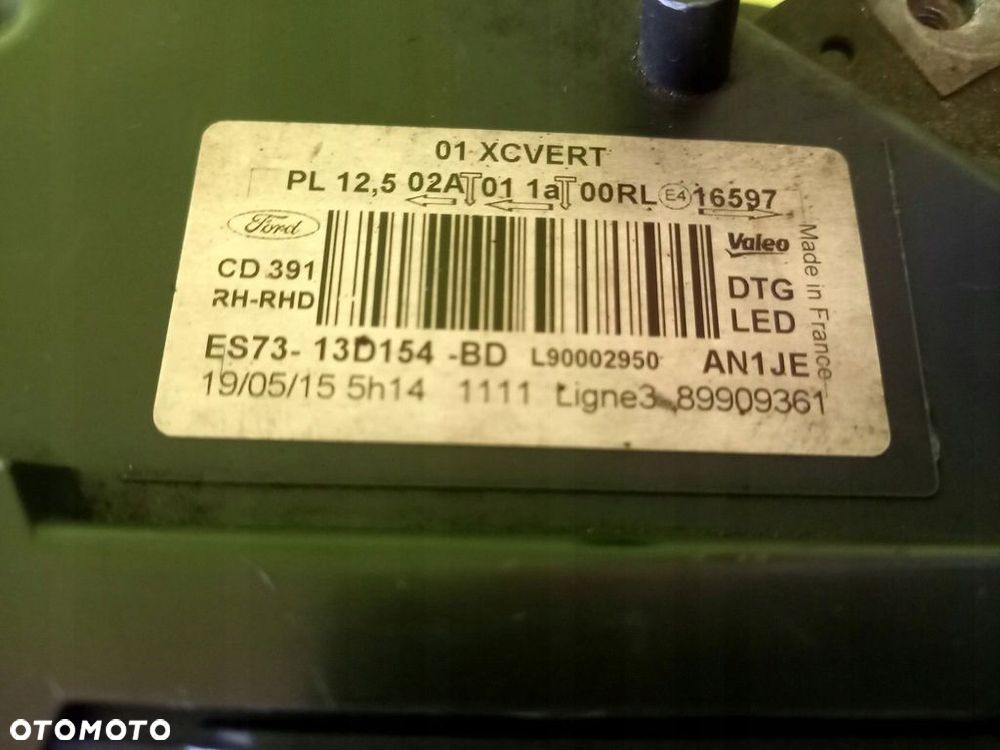 01 XCVERT
PL 12,5 02A 01 1a 00RL E4 16597
Ford
Valeo
CD 391
RH-RHD
DTG
LED
Made in France
ES73- 13D154 -BD L90002950 AN1JE
19/05/15 5h14 1111 Ligne3 89909361
OTOMOTO